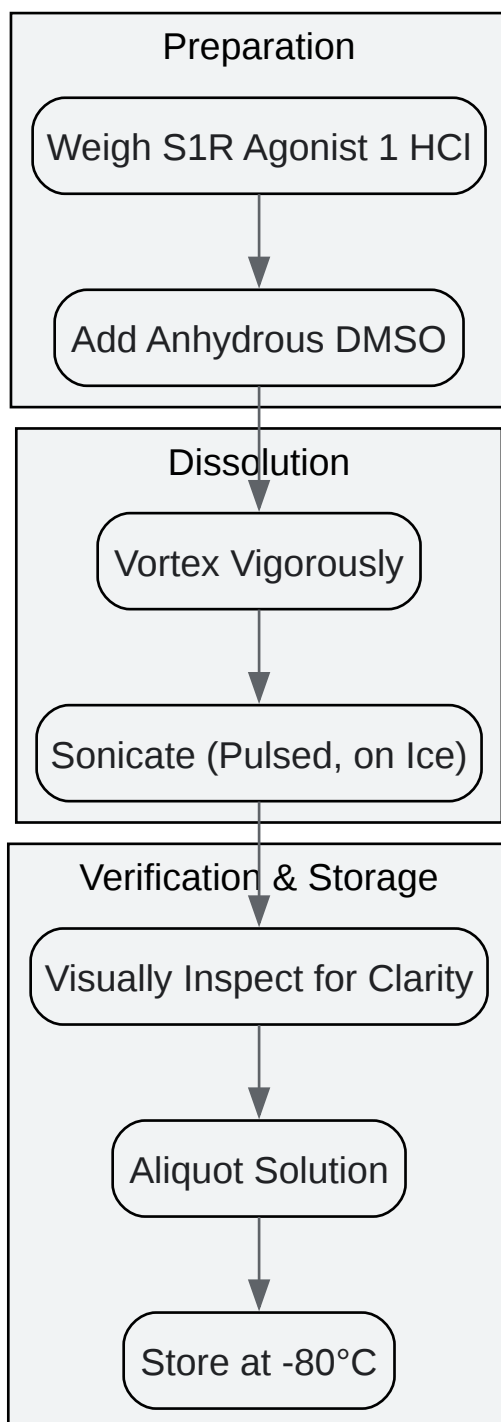 Preparation
Weigh S1R Agonist 1 HCl
Add Anhydrous DMSO
Dissolution
Vortex Vigorously
Sonicate (Pulsed, on Ice)
Verification & Storage
Visually Inspect for Clarity
Aliquot Solution
Store at -80°C